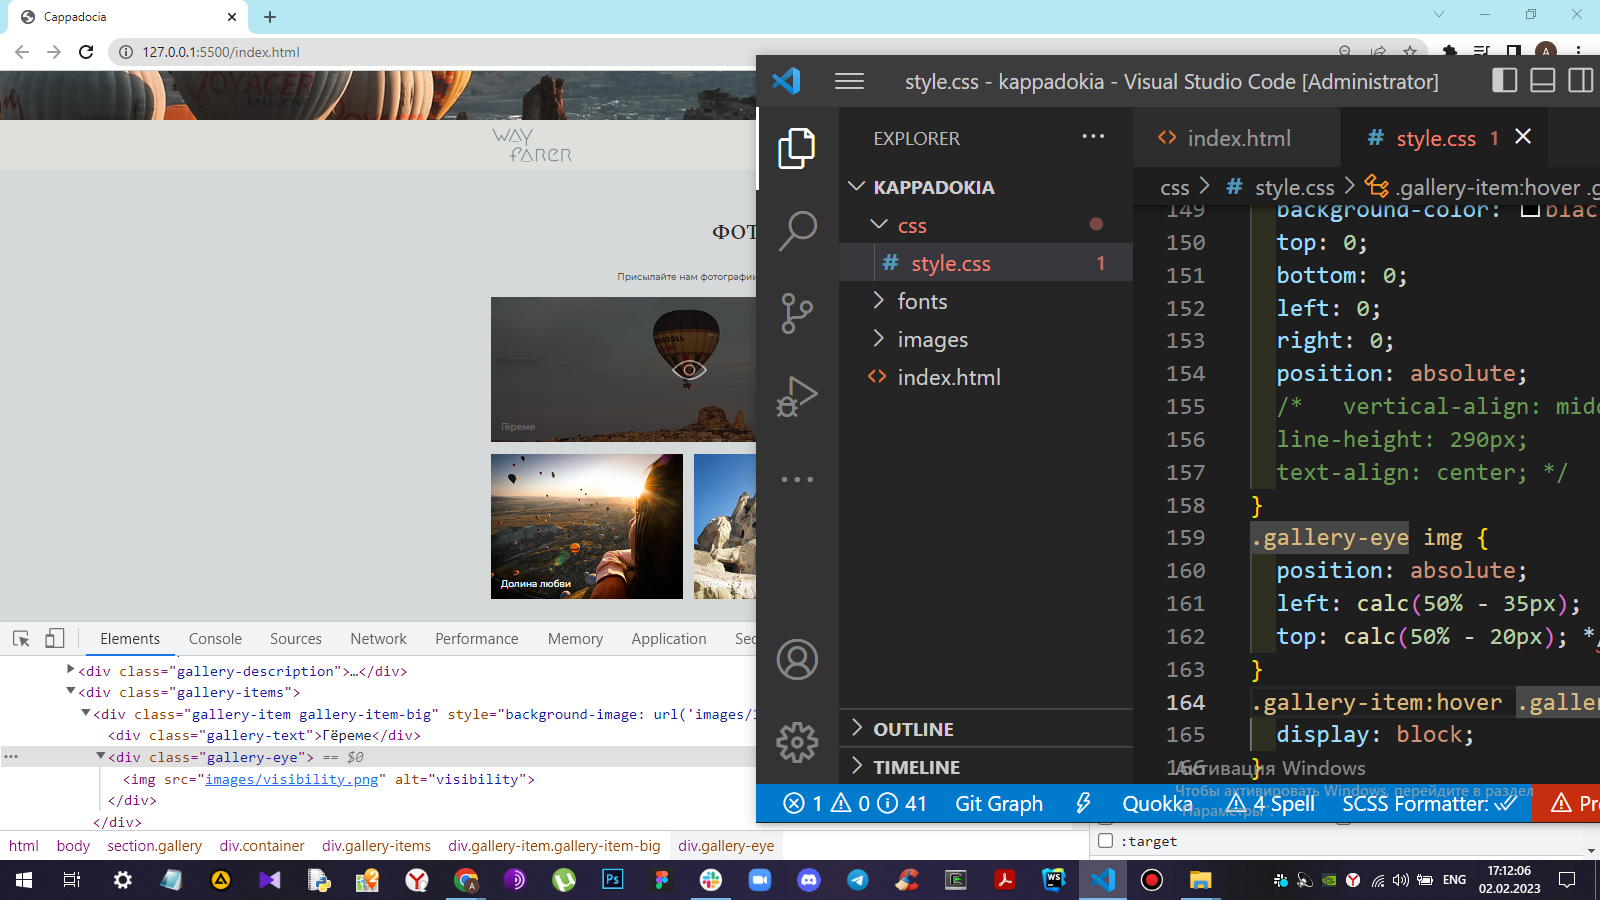 Cappadocia
127.0.0.1:5500/index.html
VOYAGER
BALLOONS
WAY
FARER
ФОТ
Присылайте нам фотографии
Гёреме
Долина любви
Elements Console Sources Network Performance Memory Application Sec
<div class="gallery-description">…</div>
<div class="gallery-items">
<div class="gallery-item gallery-item-big" style="background-image: url('images/1
<div class="gallery-text">Гёреме</div>
<div class="gallery-eye"> == $0
<img src="images/visibility.png" alt="visibility">
</div>
</div>
html body section.gallery div.container div.gallery-items div.gallery-item.gallery-item-big div.gallery-eye
style.css - kappadokia - Visual Studio Code [Administrator]
EXPLORER
KAPPADOKIA
css
style.css 1
fonts
images
index.html
OUTLINE
TIMELINE
index.html # style.css 1
css > # style.css > .gallery-item:hover .g
149 background-color: blac
150 top: 0;
151 bottom: 0;
152 left: 0;
153 right: 0;
154 position: absolute;
155 /* vertical-align: midd
156 line-height: 290px;
157 text-align: center; */
158 }
159 .gallery-eye img {
160 position: absolute;
161 left: calc(50% - 35px);
162 top: calc(50% - 20px); */
163 }
164 .gallery-item:hover .galler
165 display: block;
166 }
Активация Windows
Чтобы активировать Windows, перейдите в раздел
"Параметры".
1 0 41 Git Graph Quokka 4 Spell SCSS Formatter: Pr
:target
A
Ps
WS
ENG
17:12:06
02.02.2023